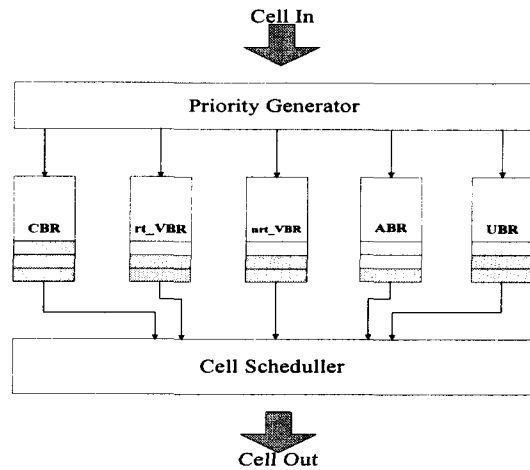 Cell In
Priority Generator
CBR
rt_VBR
nrt_VBR
ABR
UBR
Cell Scheduller
Cell Out